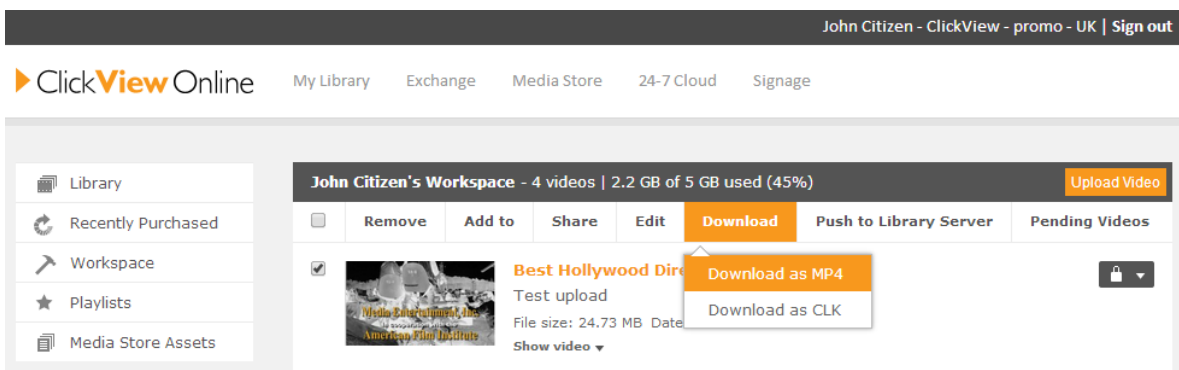 John Citizen - ClickView - promo - UK | Sign out
ClickView Online
My Library Exchange Media Store 24-7 Cloud Signage
Library
Recently Purchased
Workspace
Playlists
Media Store Assets
John Citizen's Workspace - 4 videos | 2.2 GB of 5 GB used (45%)
Upload Video
Remove Add to Share Edit Download Push to Library Server Pending Videos
Media Entertainment, Inc.
in cooperation with the
American Film Institute
Best Hollywood Dire
Test upload
File size: 24.73 MB Date
Show video
Download as MP4
Download as CLK